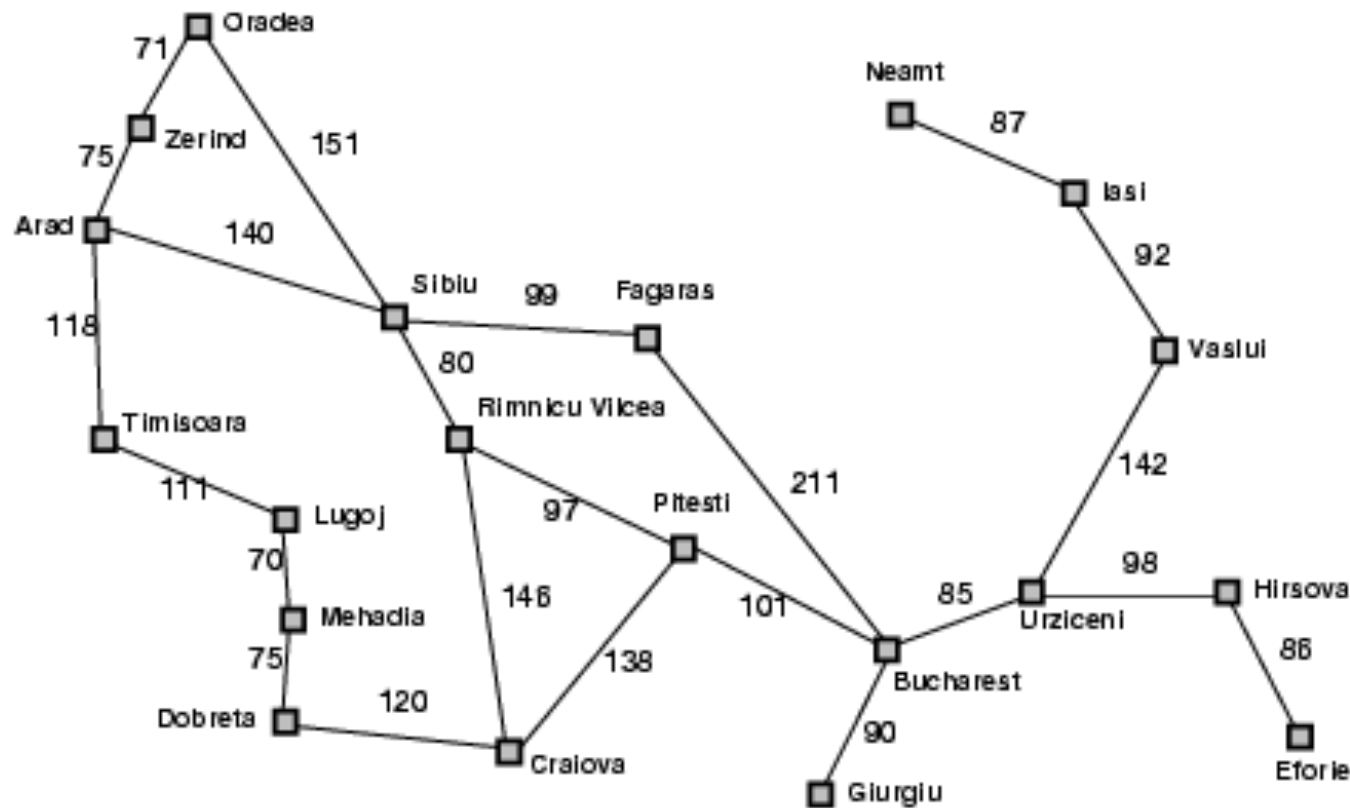 Oradea
71
Neamt
87
Zerind
151
75
Iasi
Arad
140
92
Sibiu
99
Fagaras
118
Vaslui
80
Rimnicu Vilcea
Timisoara
142
211
111
Pitesti
97
Lugoj
70
98
Hirsova
146
101
85
Urziceni
Mehadia
86
75
138
Bucharest
120
Dobreta
90
Craiova
Eforie
Giurgiu